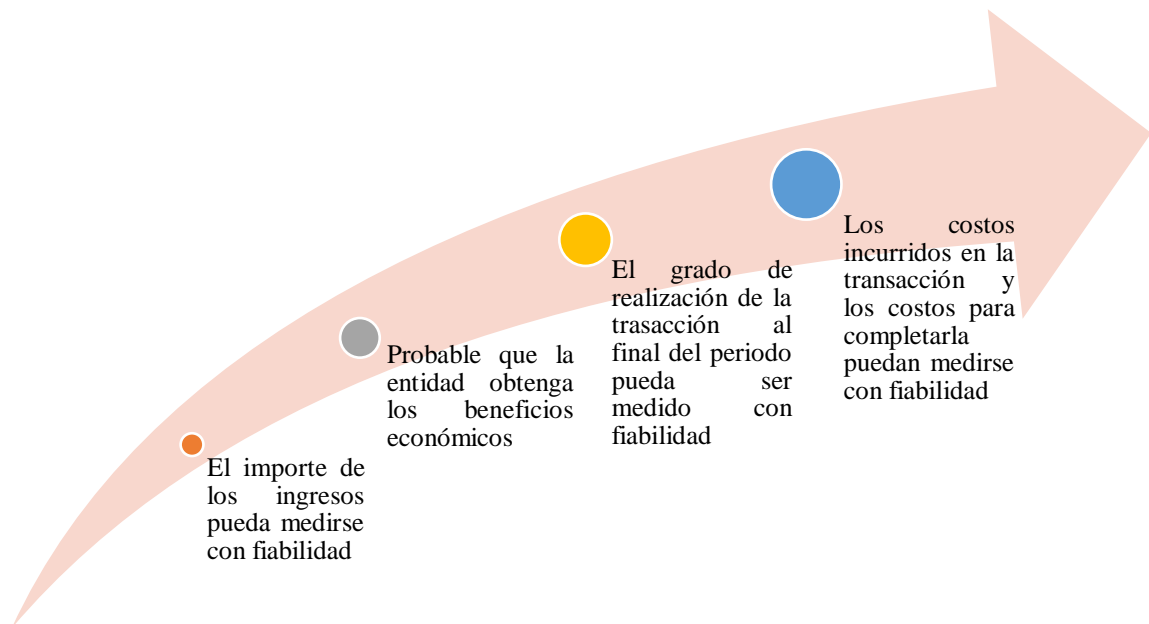 El importe de
los ingresos
pueda medirse
con fiabilidad
Probable que la
entidad obtenga
los beneficios
económicos
El grado de
realización de la
trasacción al
final del periodo
pueda ser
medido con
fiabilidad
Los costos
incurridos en la
transacción y
los costos para
completarla
puedan medirse
con fiabilidad